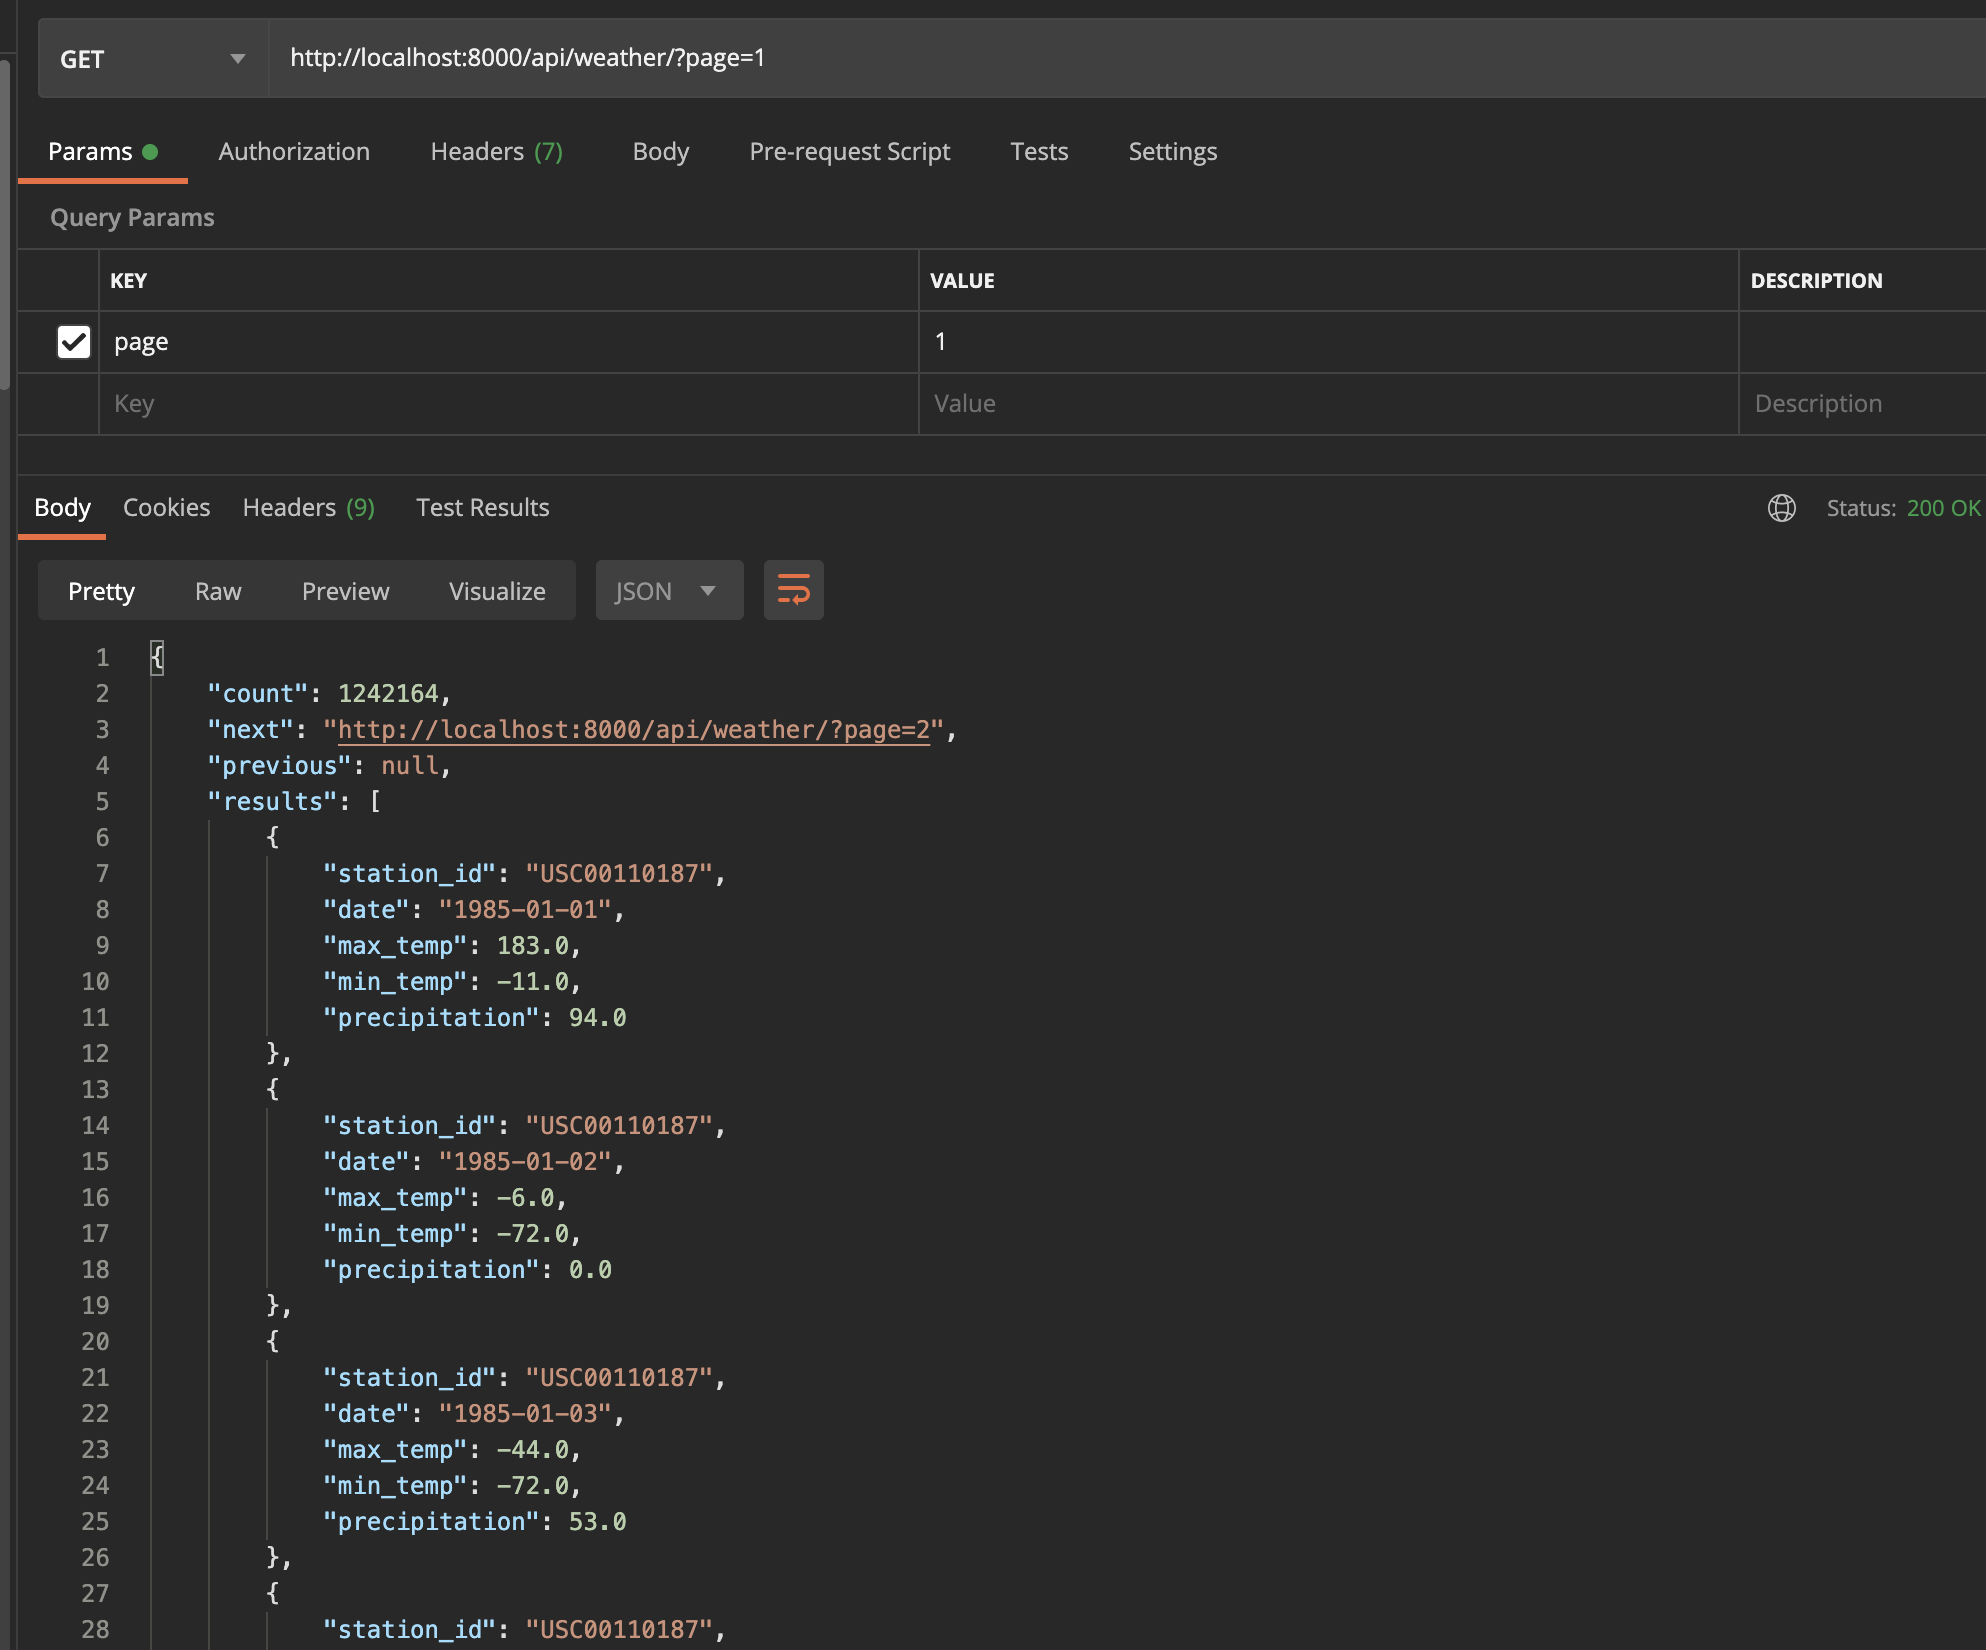 GET http://localhost:8000/api/weather/?page=1
Params Authorization Headers (7) Body Pre-request Script Tests Settings
Query Params
KEY VALUE DESCRIPTION
page 1
Key Value Description
Body Cookies Headers (9) Test Results Status: 200 OK
Pretty Raw Preview Visualize JSON
1 {
2 "count": 1242164,
3 "next": "http://localhost:8000/api/weather/?page=2",
4 "previous": null,
5 "results": [
6 {
7 "station_id": "USC00110187",
8 "date": "1985-01-01",
9 "max_temp": 183.0,
10 "min_temp": -11.0,
11 "precipitation": 94.0
12 },
13 {
14 "station_id": "USC00110187",
15 "date": "1985-01-02",
16 "max_temp": -6.0,
17 "min_temp": -72.0,
18 "precipitation": 0.0
19 },
20 {
21 "station_id": "USC00110187",
22 "date": "1985-01-03",
23 "max_temp": -44.0,
24 "min_temp": -72.0,
25 "precipitation": 53.0
26 },
27 {
28 "station_id": "USC00110187",